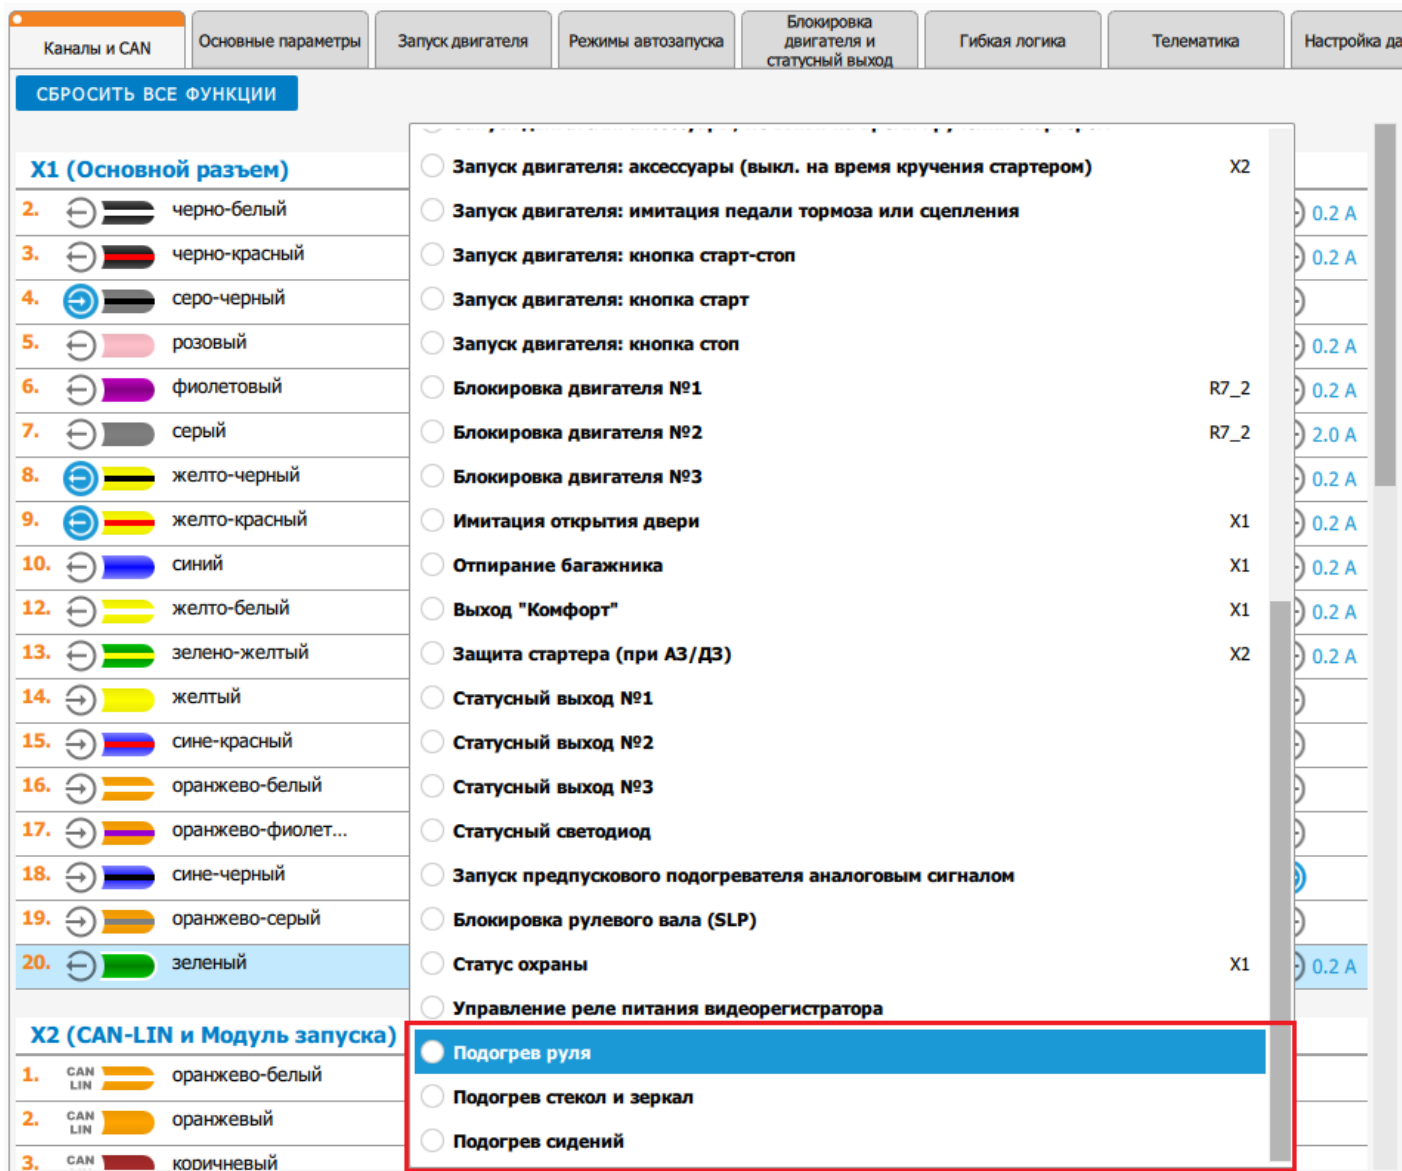 Каналы и CAN
Основные параметры
Запуск двигателя
Режимы автозапуска
Блокировка
двигателя и
статусный выход
Гибкая логика
Телематика
Настройка да
СБРОСИТЬ ВСЕ ФУНКЦИИ
X1 (Основной разъем)
2. черно-белый
3. черно-красный
4. серо-черный
5. розовый
6. фиолетовый
7. серый
8. желто-черный
9. желто-красный
10. синий
12. желто-белый
13. зелено-желтый
14. желтый
15. сине-красный
16. оранжево-белый
17. оранжево-фиолет...
18. сине-черный
19. оранжево-серый
20. зеленый
X2 (CAN-LIN и Модуль запуска)
1. CAN LIN оранжево-белый
2. CAN LIN оранжевый
3. CAN коричневый
Запуск двигателя: аксессуары (выкл. на время кручения стартером) X2
Запуск двигателя: имитация педали тормоза или сцепления
Запуск двигателя: кнопка старт-стоп
Запуск двигателя: кнопка старт
Запуск двигателя: кнопка стоп
Блокировка двигателя №1 R7_2
Блокировка двигателя №2 R7_2
Блокировка двигателя №3
Имитация открытия двери X1
Отпирание багажника X1
Выход "Комфорт" X1
Защита стартера (при АЗ/ДЗ) X2
Статусный выход №1
Статусный выход №2
Статусный выход №3
Статусный светодиод
Запуск предпускового подогревателя аналоговым сигналом
Блокировка рулевого вала (SLP)
Статус охраны X1
Управление реле питания видеорегистратора
Подогрев руля
Подогрев стекол и зеркал
Подогрев сидений
0.2 A
0.2 A
0.2 A
0.2 A
2.0 A
0.2 A
0.2 A
0.2 A
0.2 A
0.2 A
0.2 A